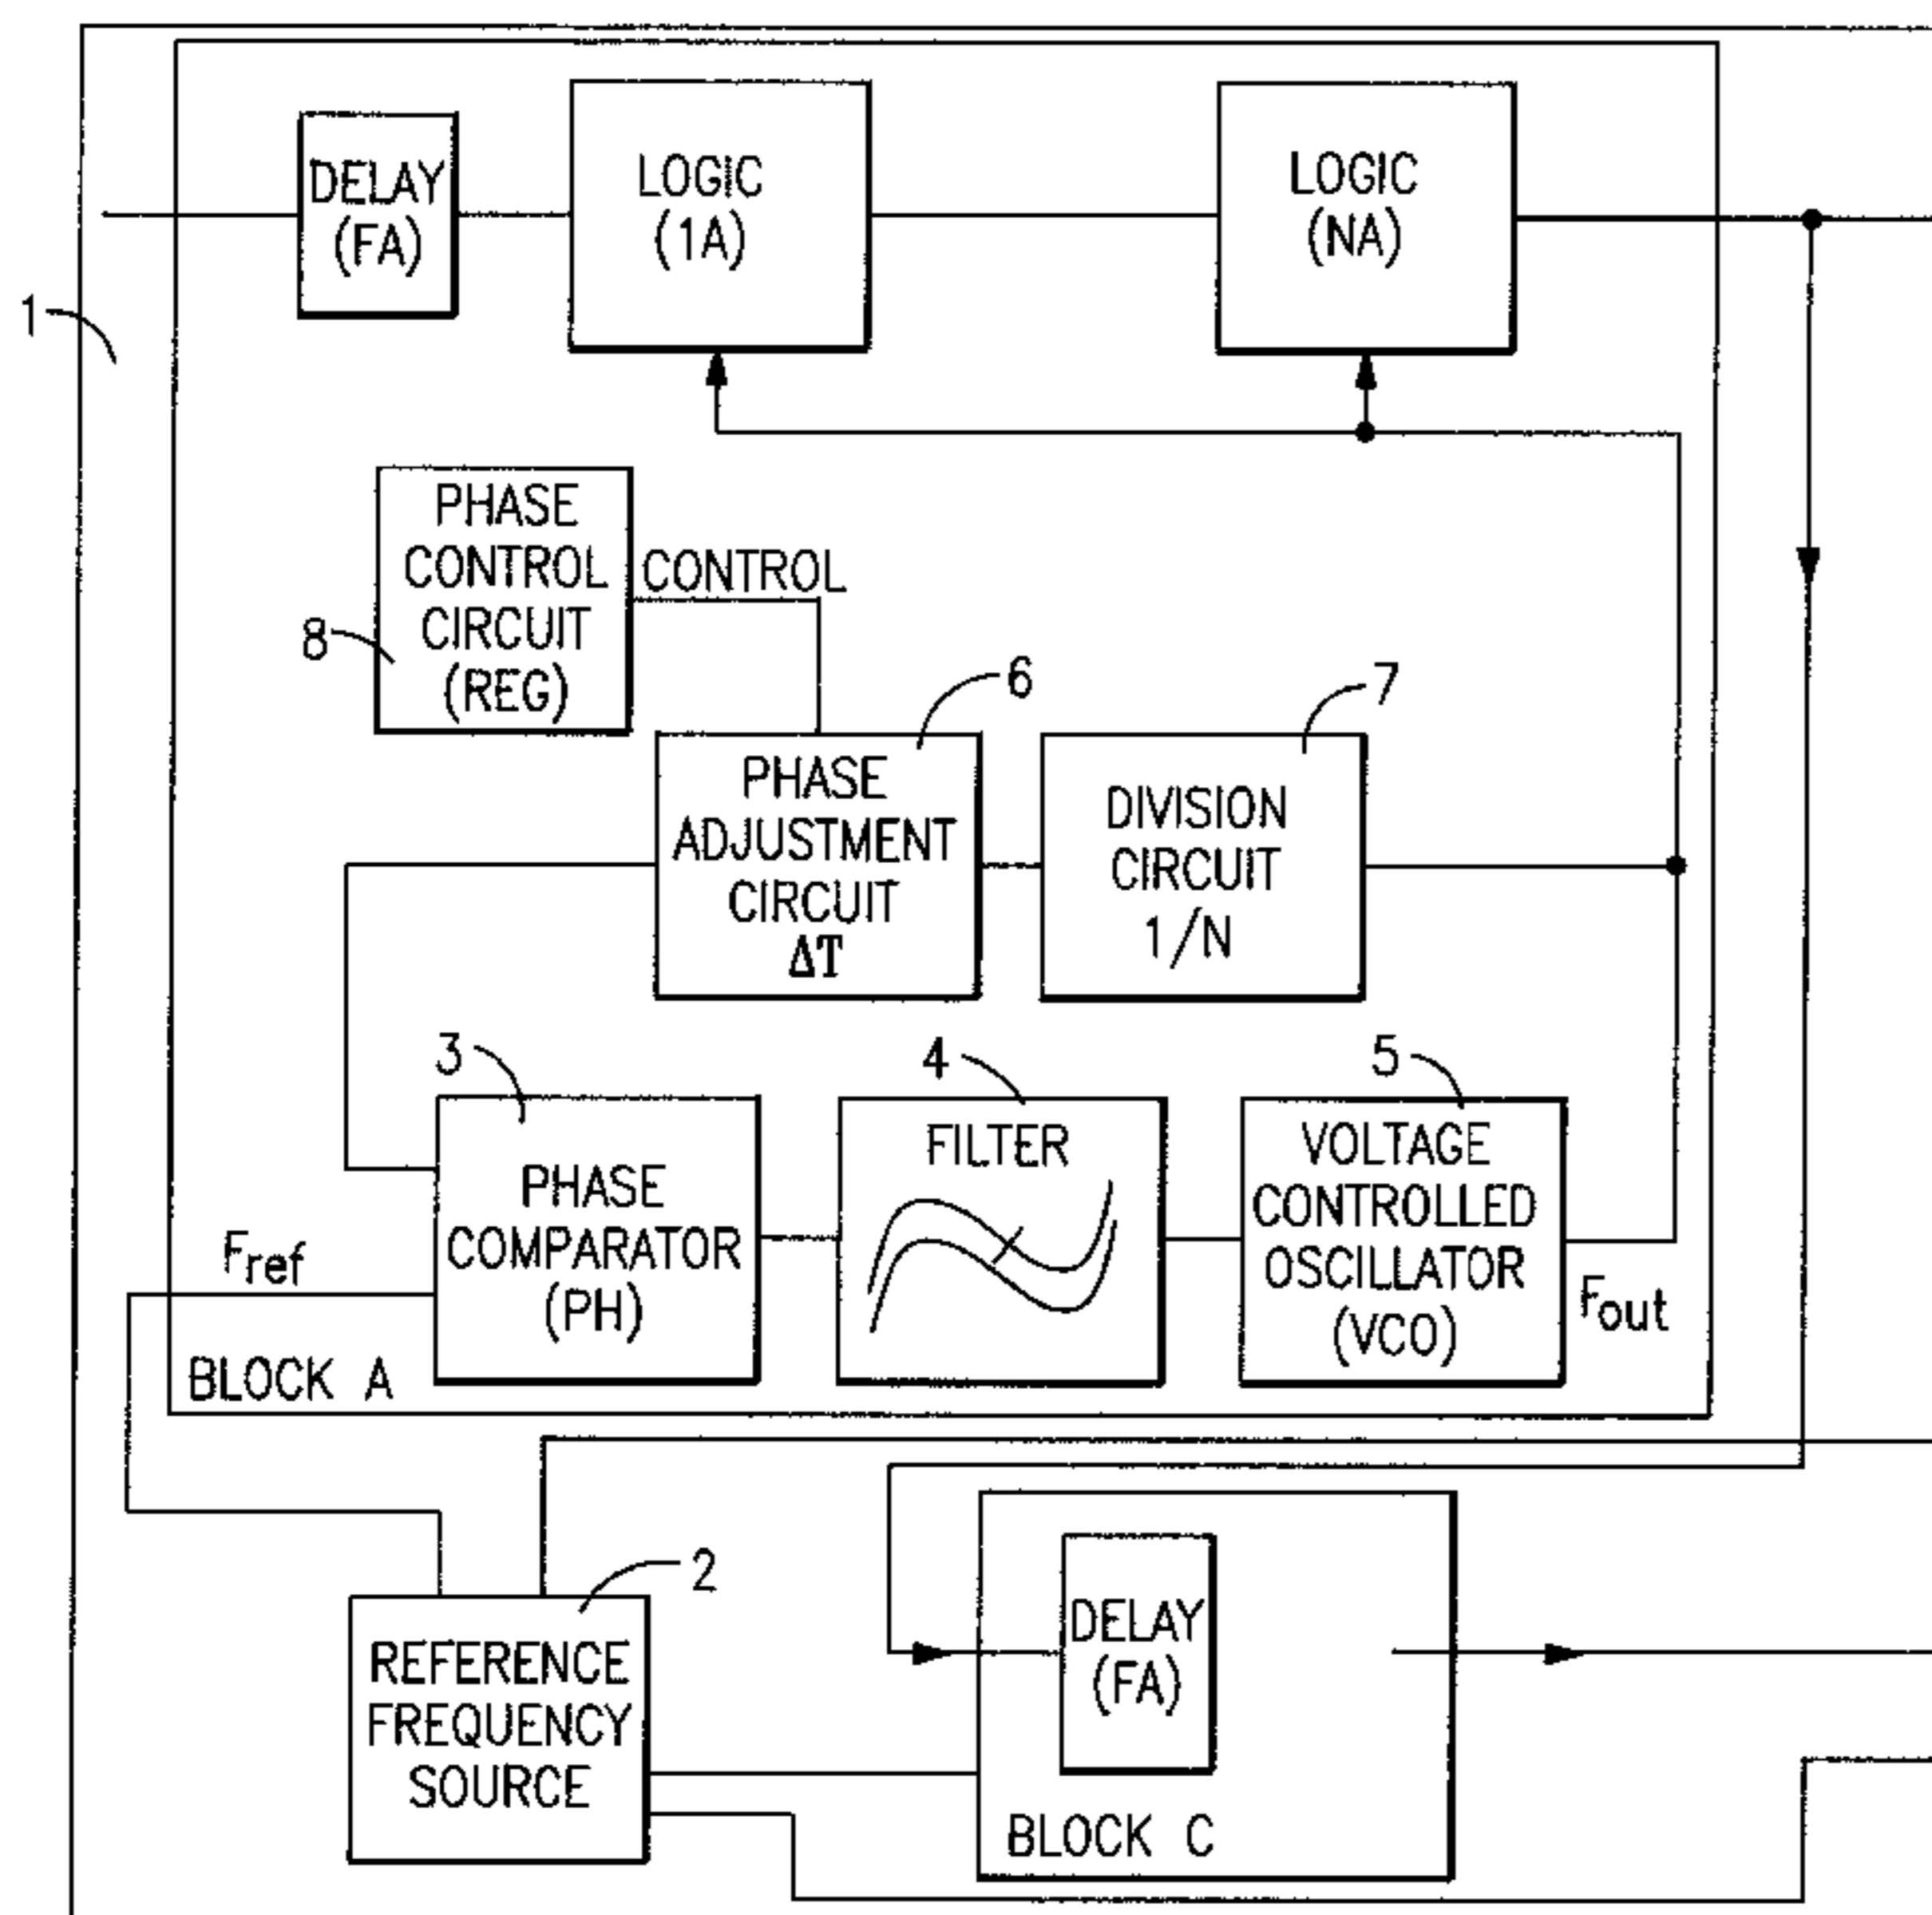 DELAY
(FA)
LOGIC
(1A)
LOGIC
(NA)
1
PHASE
CONTROL
CIRCUIT
(REG)
CONTROL
8
6
7
PHASE
ADJUSTMENT
CIRCUIT
ΔT
DIVISION
CIRCUIT
1/N
3
4
5
PHASE
COMPARATOR
(PH)
FILTER
VOLTAGE
CONTROLLED
OSCILLATOR
(VCO)
Fref
Fout
BLOCK A
2
REFERENCE
FREQUENCY
SOURCE
DELAY
(FA)
BLOCK C